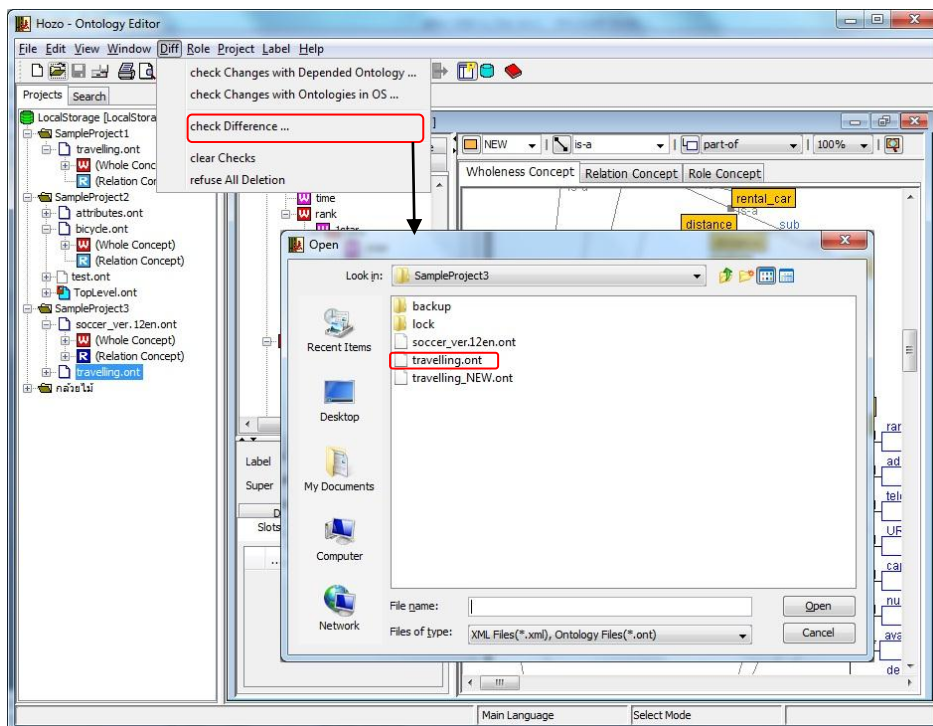 Hozo - Ontology Editor
File Edit View Window Diff Role Project Label Help
check Changes with Depended Ontology ...
check Changes with Ontologies in OS ...
check Difference ...
clear Checks
refuse All Deletion
Projects Search
LocalStorage
SampleProject1
travelling.ont
(Whole
(Relation
SampleProject2
attributes.ont
bicycle.ont
W (Whole Concept)
R (Relation Concept)
test.ont
TopLevel.ont
SampleProject3
soccer_ver.12en.ont
W (Whole Concept)
R (Relation Concept)
travelling.ont
กล้วยไม้
W time
W rank
NEW is-a part-of 100%
Wholeness Concept Relation Concept Role Concept
rental_car
is-a
distance sub
Label
Super
Slots
Open
Look in: SampleProject3
Recent Items
Desktop
My Documents
Computer
Network
backup
lock
soccer_ver.12en.ont
travelling.ont
travelling_NEW.ont
File name: Open
Files of type: XML Files(*.xml), Ontology Files(*.ont) Cancel
Main Language Select Mode